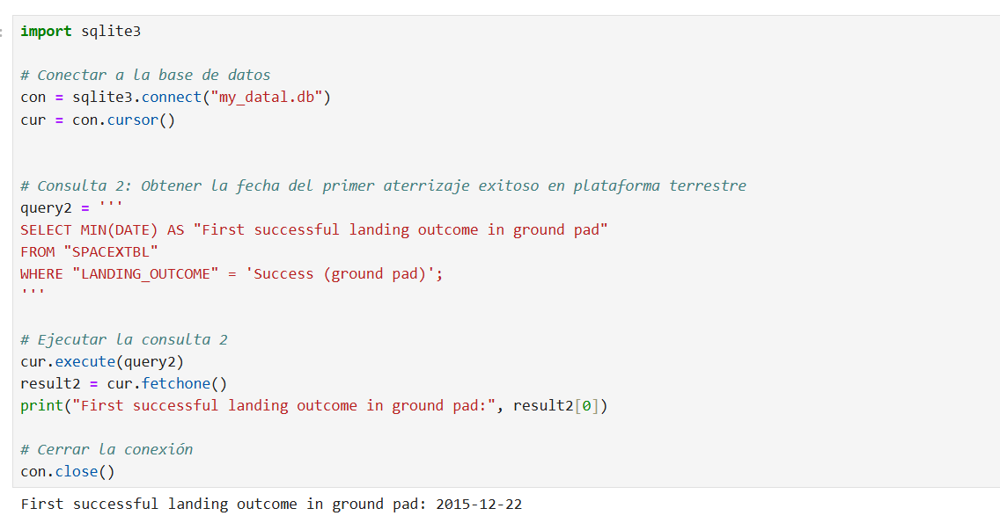 import sqlite3
# Conectar a la base de datos
con = sqlite3.connect("my_data1.db")
cur = con.cursor()
# Consulta 2: Obtener la fecha del primer aterrizaje exitoso en plataforma terrestre
query2 = '''
SELECT MIN(DATE) AS "First successful landing outcome in ground pad"
FROM "SPACEXTBL"
WHERE "LANDING_OUTCOME" = 'Success (ground pad)';
'''
# Ejecutar la consulta 2
cur.execute(query2)
result2 = cur.fetchone()
print("First successful landing outcome in ground pad:", result2[0])
# Cerrar la conexión
con.close()
First successful landing outcome in ground pad: 2015-12-22